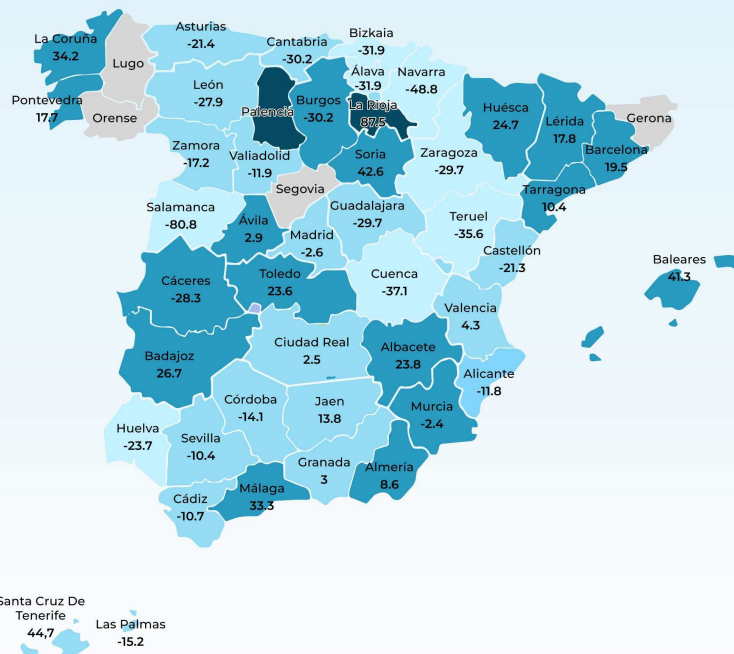 Asturias
-21.4
Bizkaia
-31.9
La Coruña
34.2
Cantabria
-30.2
Lugo
Álava
-31.9
Navarra
-48.8
León
-27.9
Pontevedra
17.7
Orense
Palencia
Burgos
-30.2
La Rioja
87.5
Huésca
24.7
Lérida
17.8
Gerona
Barcelona
19.5
Zamora
-17.2
Valladolid
-11.9
Soria
42.6
Zaragoza
-29.7
Segovia
Tarragona
10.4
Salamanca
-80.8
Ávila
2.9
Guadalajara
-29.7
Madrid
-2.6
Teruel
-35.6
Castellón
-21.3
Baleares
41.3
Cáceres
-28.3
Toledo
23.6
Cuenca
-37.1
Valencia
4.3
Badajoz
26.7
Ciudad Real
2.5
Albacete
23.8
Alicante
-11.8
Córdoba
-14.1
Jaen
13.8
Murcia
-2.4
Huelva
-23.7
Sevilla
-10.4
Granada
3
Almería
8.6
Cádiz
-10.7
Málaga
33.3
Santa Cruz De
Tenerife
44,7
Las Palmas
-15.2